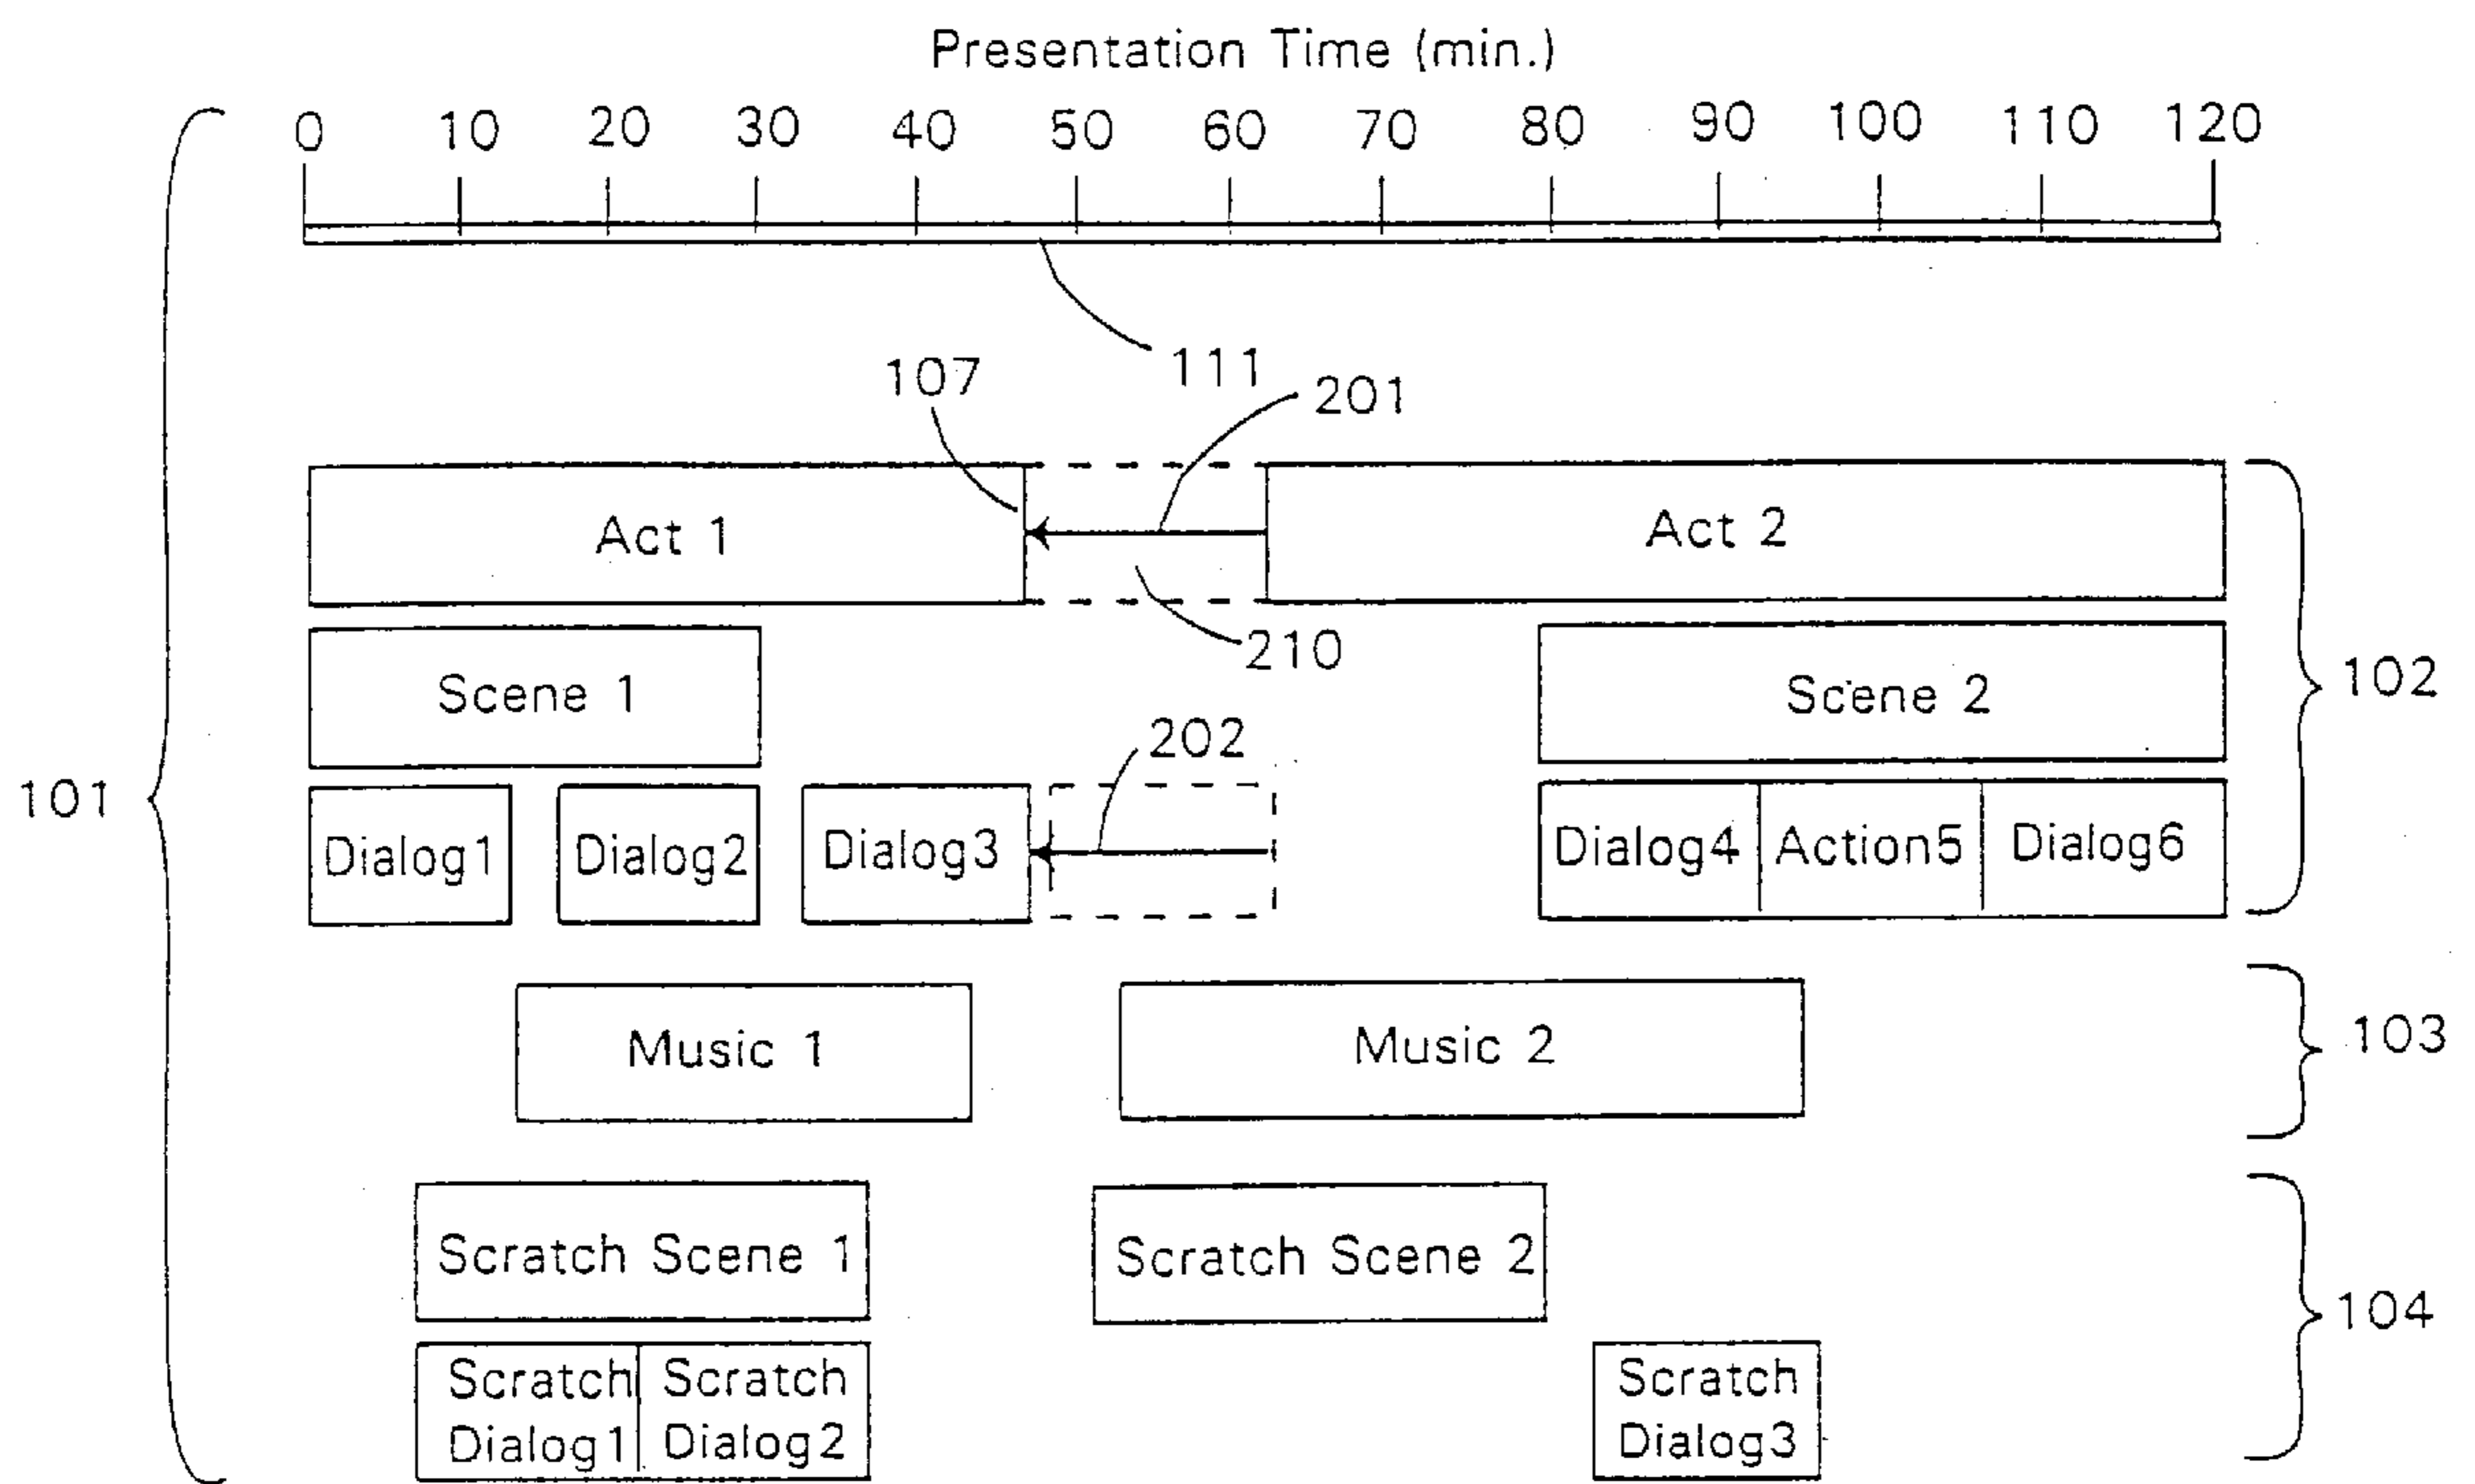 Presentation Time (min.)
0 10 20 30 40 50 60 70 80 90 100 110 120
111
107
201
Act 1
Act 2
210
Scene 1
Scene 2
102
202
101
Dialog1
Dialog2
Dialog3
Dialog4
Action5
Dialog6
Music 1
Music 2
103
Scratch Scene 1
Scratch Scene 2
104
Scratch
Dialog1
Scratch
Dialog2
Scratch
Dialog3